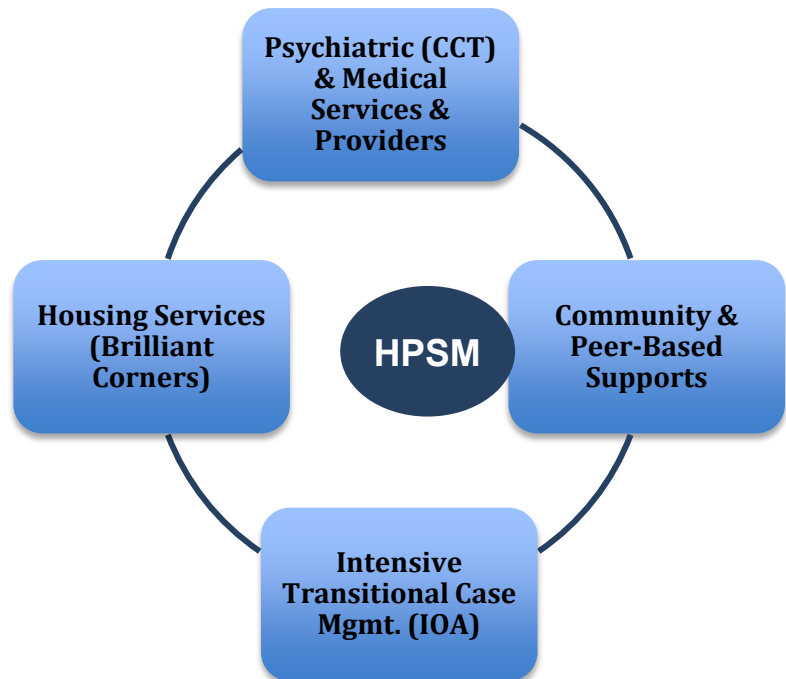 Psychiatric (CCT)
& Medical
Services &
Providers
Housing Services
(Brilliant
Corners)
HPSM
Community &
Peer-Based
Supports
Intensive
Transitional Case
Mgmt. (IOA)